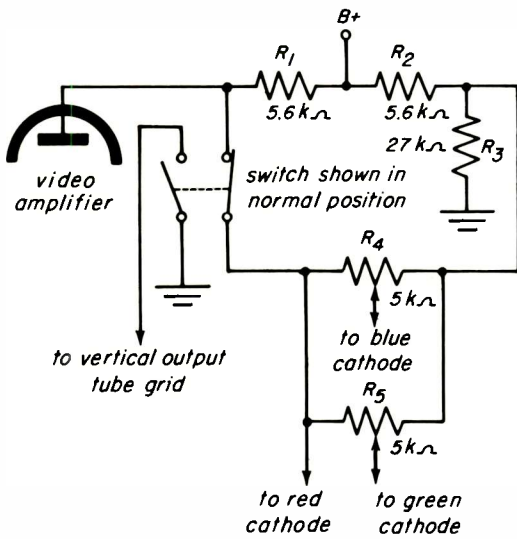 B+
R1
R2
5.6 kΩ
5.6 kΩ
27 kΩ
R3
video
amplifier
switch shown in
normal position
R4
5 kΩ
to blue
cathode
to vertical output
tube grid
R5
5 kΩ
to red
cathode
to green
cathode